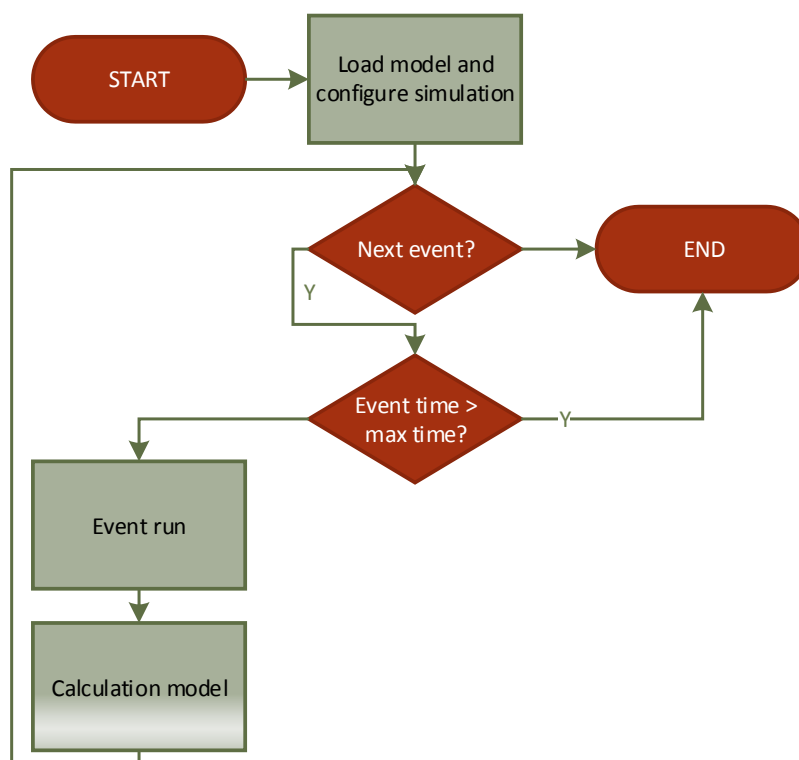 START
Load model and
configure simulation
Next event?
END
Y
Event time >
max time?
Y
Event run
Calculation model